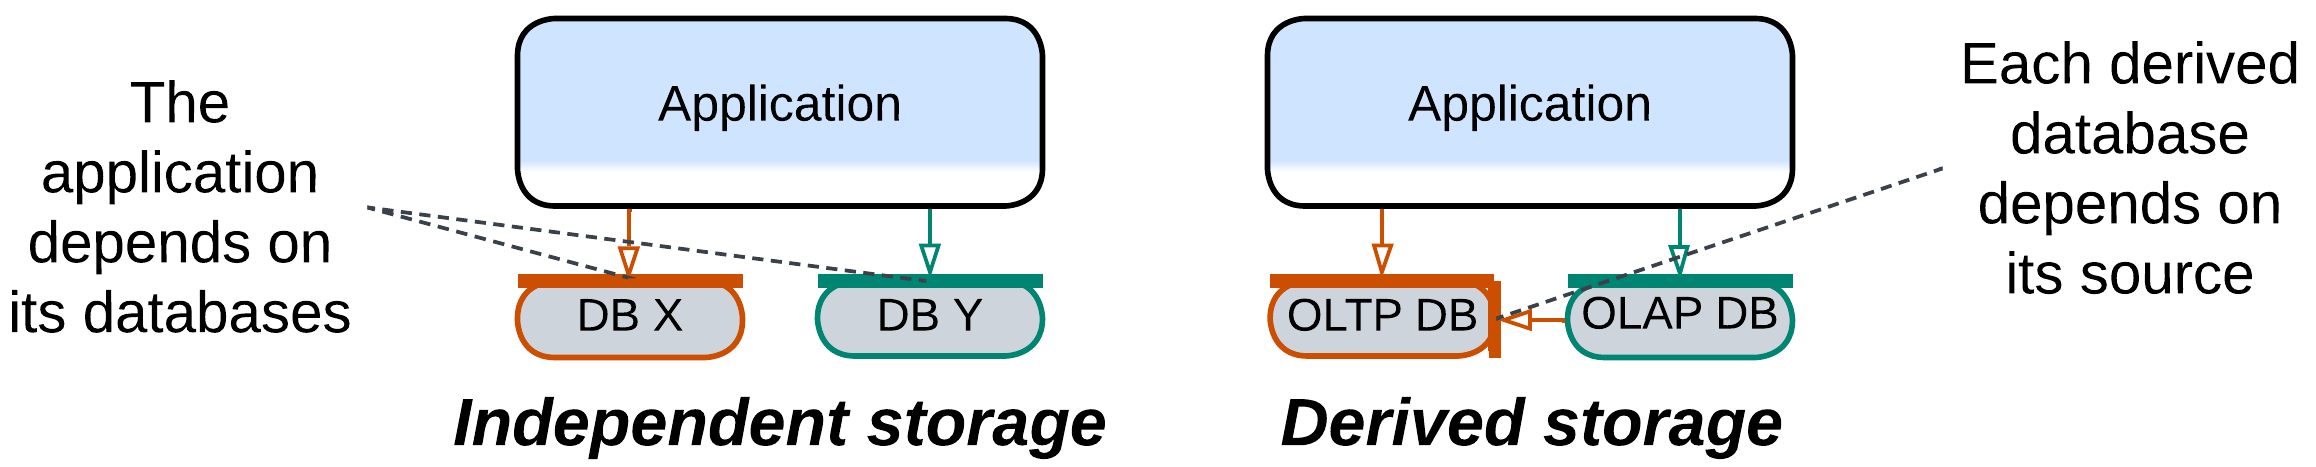 The
application
depends on
its databases
Application
DB X
DB Y
Independent storage
Application
OLTP DB
OLAP DB
Derived storage
Each derived
database
depends on
its source